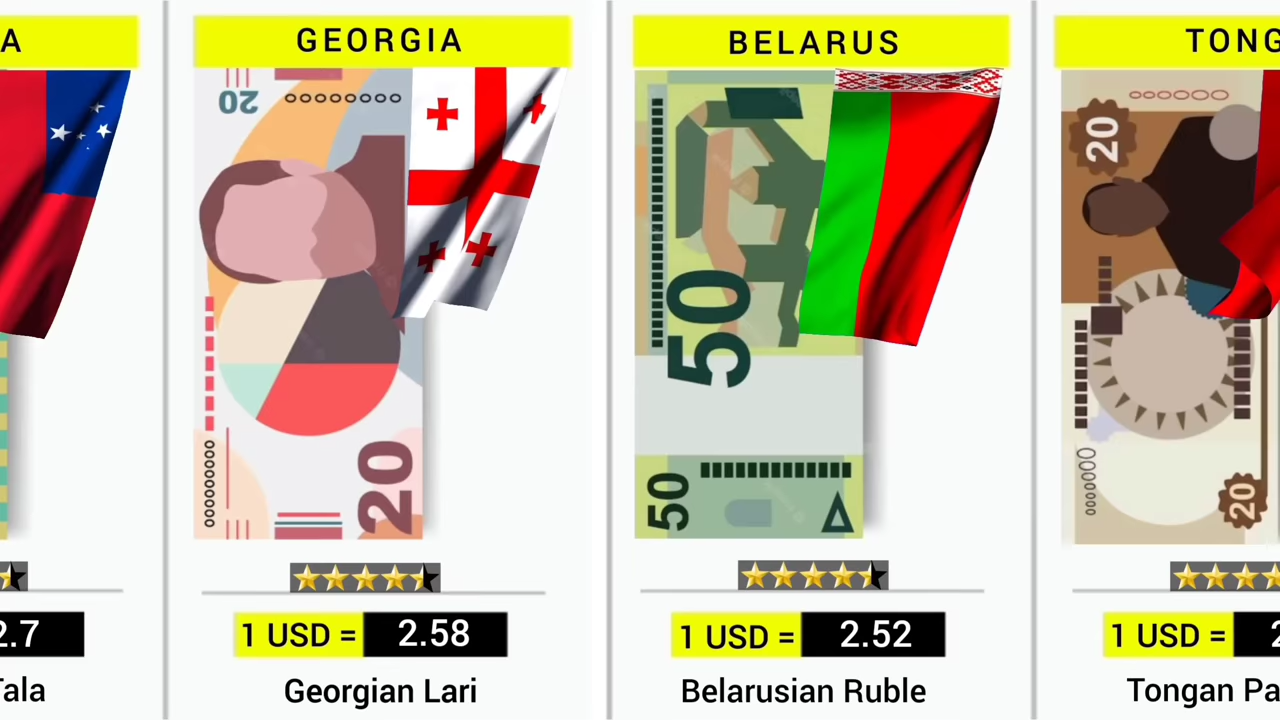 A
2.7
Tala
GEORGIA
20
20
1 USD =
2.58
Georgian Lari
BELARUS
50
50
1 USD =
2.52
Belarusian Ruble
TONG
20
20
1 USD =
2
Tongan Pa